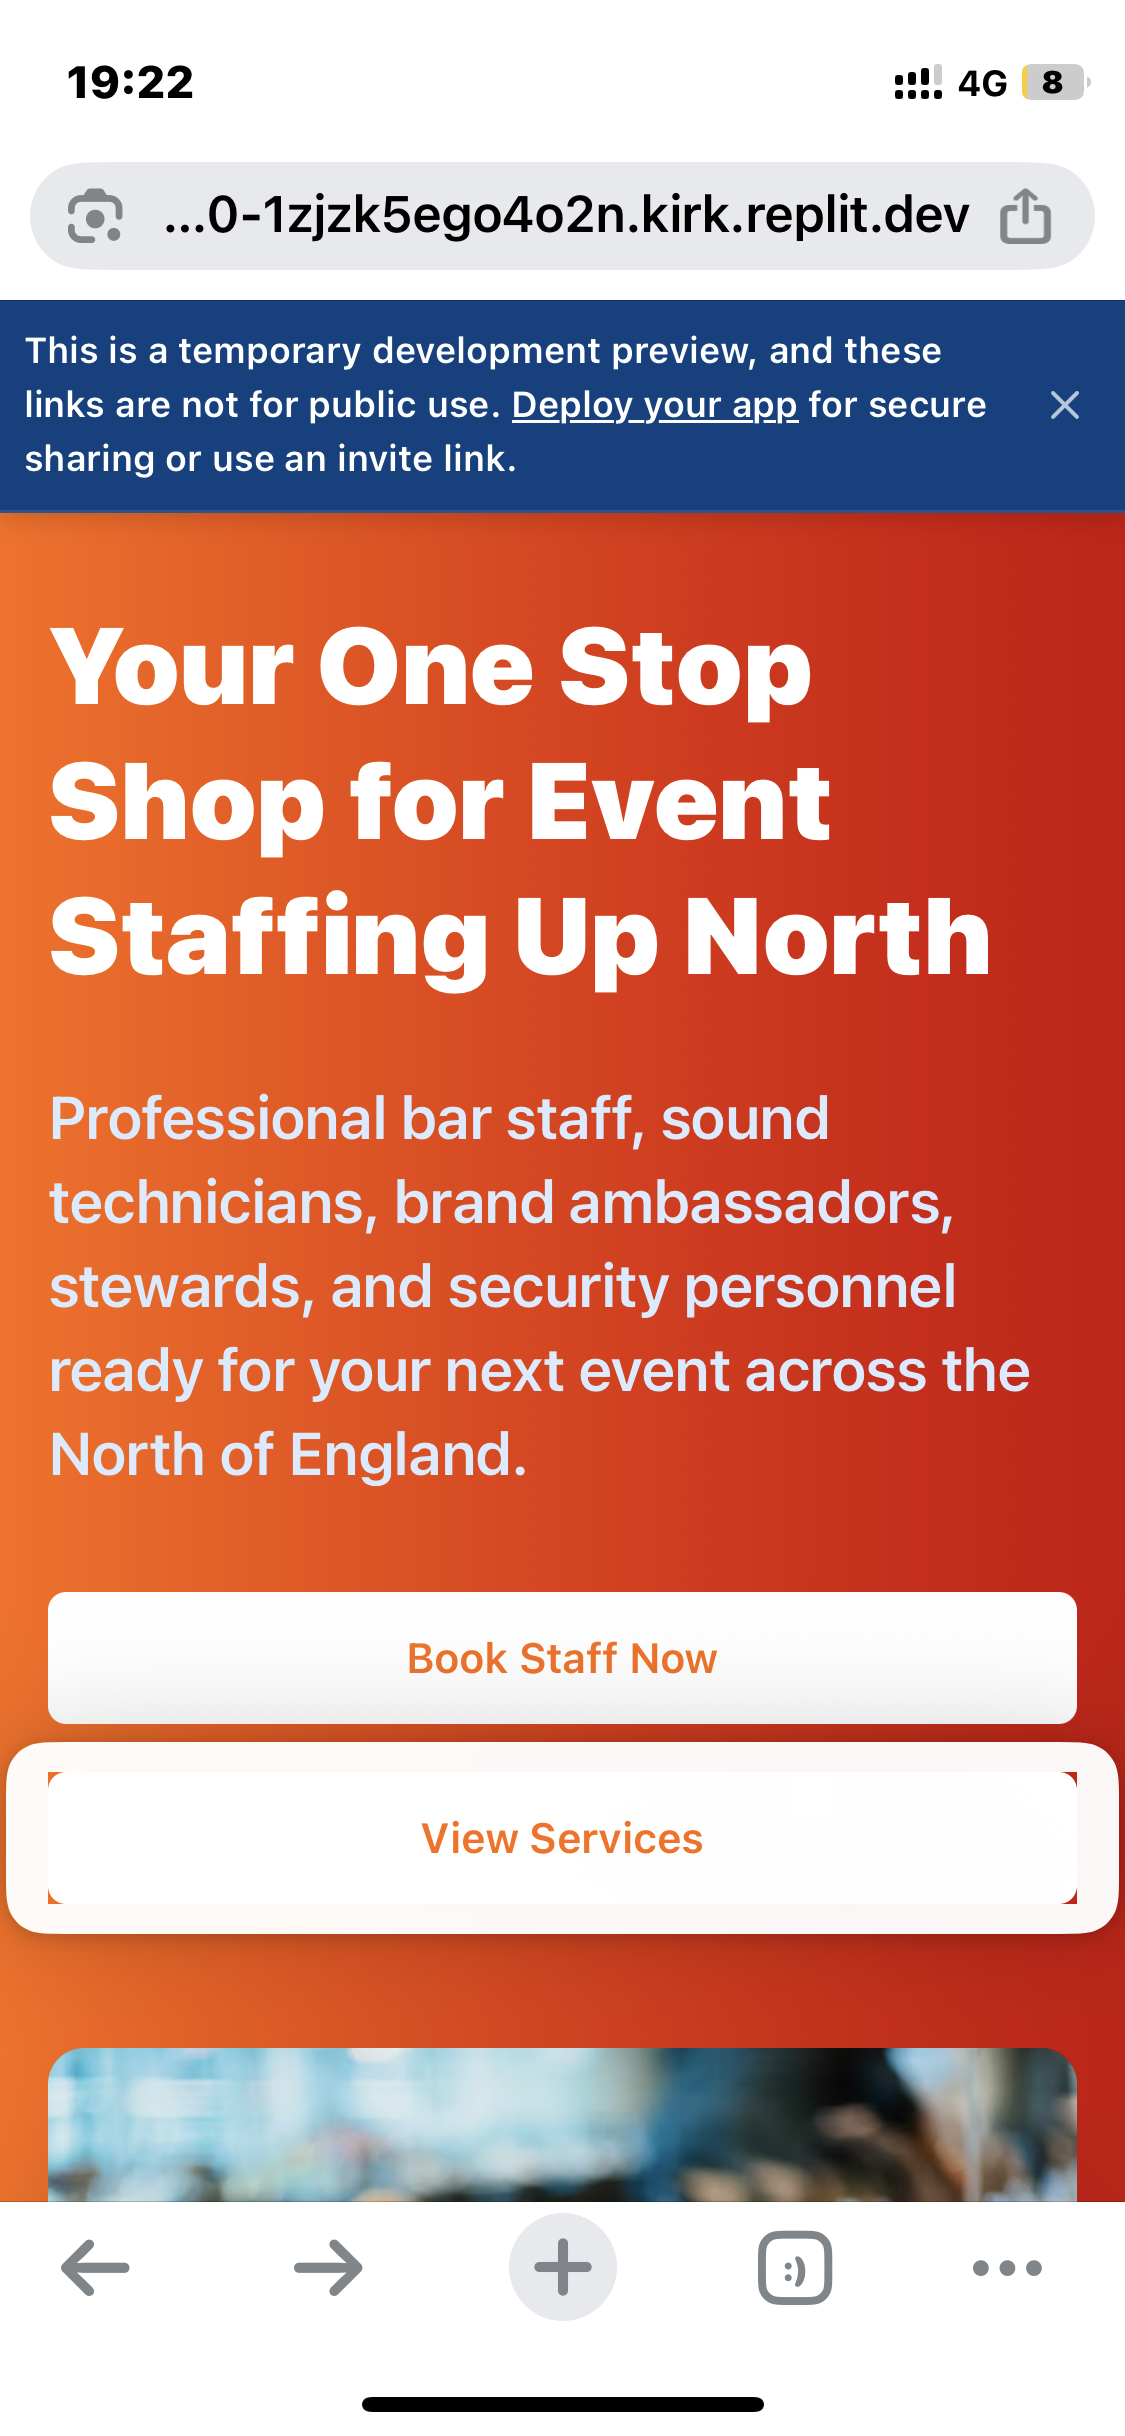 19:22
4G 8
...0-1zjzk5ego4o2n.kirk.replit.dev
This is a temporary development preview, and these
links are not for public use. Deploy your app for secure
sharing or use an invite link.
Your One Stop
Shop for Event
Staffing Up North
Professional bar staff, sound
technicians, brand ambassadors,
stewards, and security personnel
ready for your next event across the
North of England.
Book Staff Now
View Services
:)